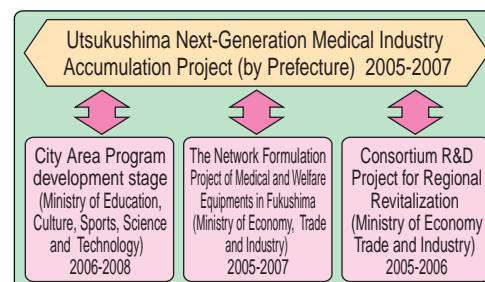 Utsukushima Next-Generation Medical Industry
Accumulation Project (by Prefecture) 2005-2007
City Area Program
development stage
(Ministry of Education,
Culture, Sports, Science
and Technology)
2006-2008
The Network Formulation
Project of Medical and Welfare
Equipments in Fukushima
(Ministry of Economy, Trade
and Industry)
2005-2007
Consortium R&D
Project for Regional
Revitalization
(Ministry of Economy
Trade and Industry)
2005-2006